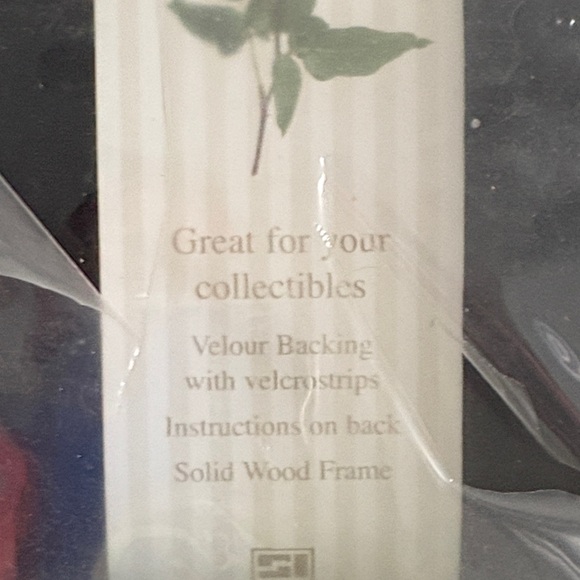 Great for your
collectibles
Velour Backing
with velcrostrips
Instructions on back
Solid Wood Frame